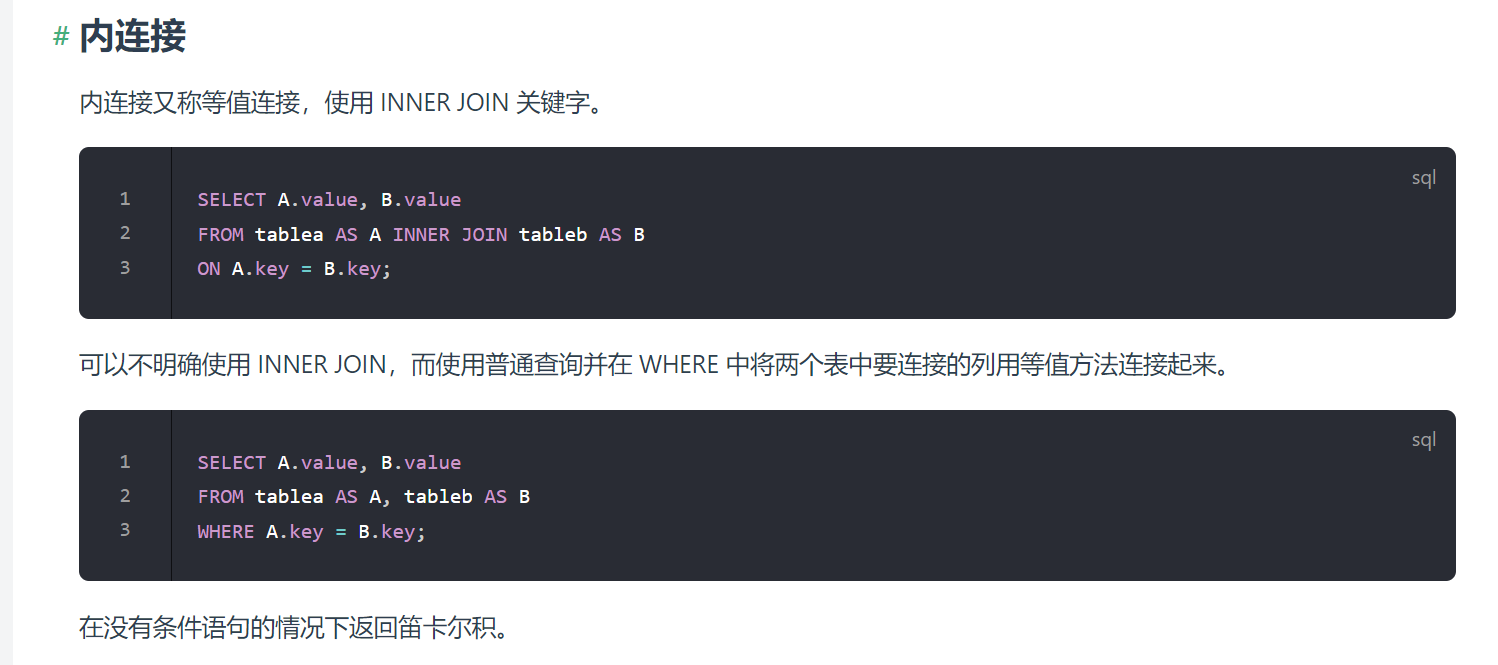 # 内连接
内连接又称等值连接，使用 INNER JOIN 关键字。
sql
1 SELECT A.value, B.value
2 FROM tablea AS A INNER JOIN tableb AS B
3 ON A.key = B.key;
可以不明确使用 INNER JOIN，而使用普通查询并在 WHERE 中将两个表中要连接的列用等值方法连接起来。
sql
1 SELECT A.value, B.value
2 FROM tablea AS A, tableb AS B
3 WHERE A.key = B.key;
在没有条件语句的情况下返回笛卡尔积。